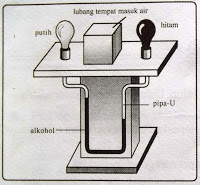 lubang tempat masuk air
putih
hitam
pipa-U
alkohol